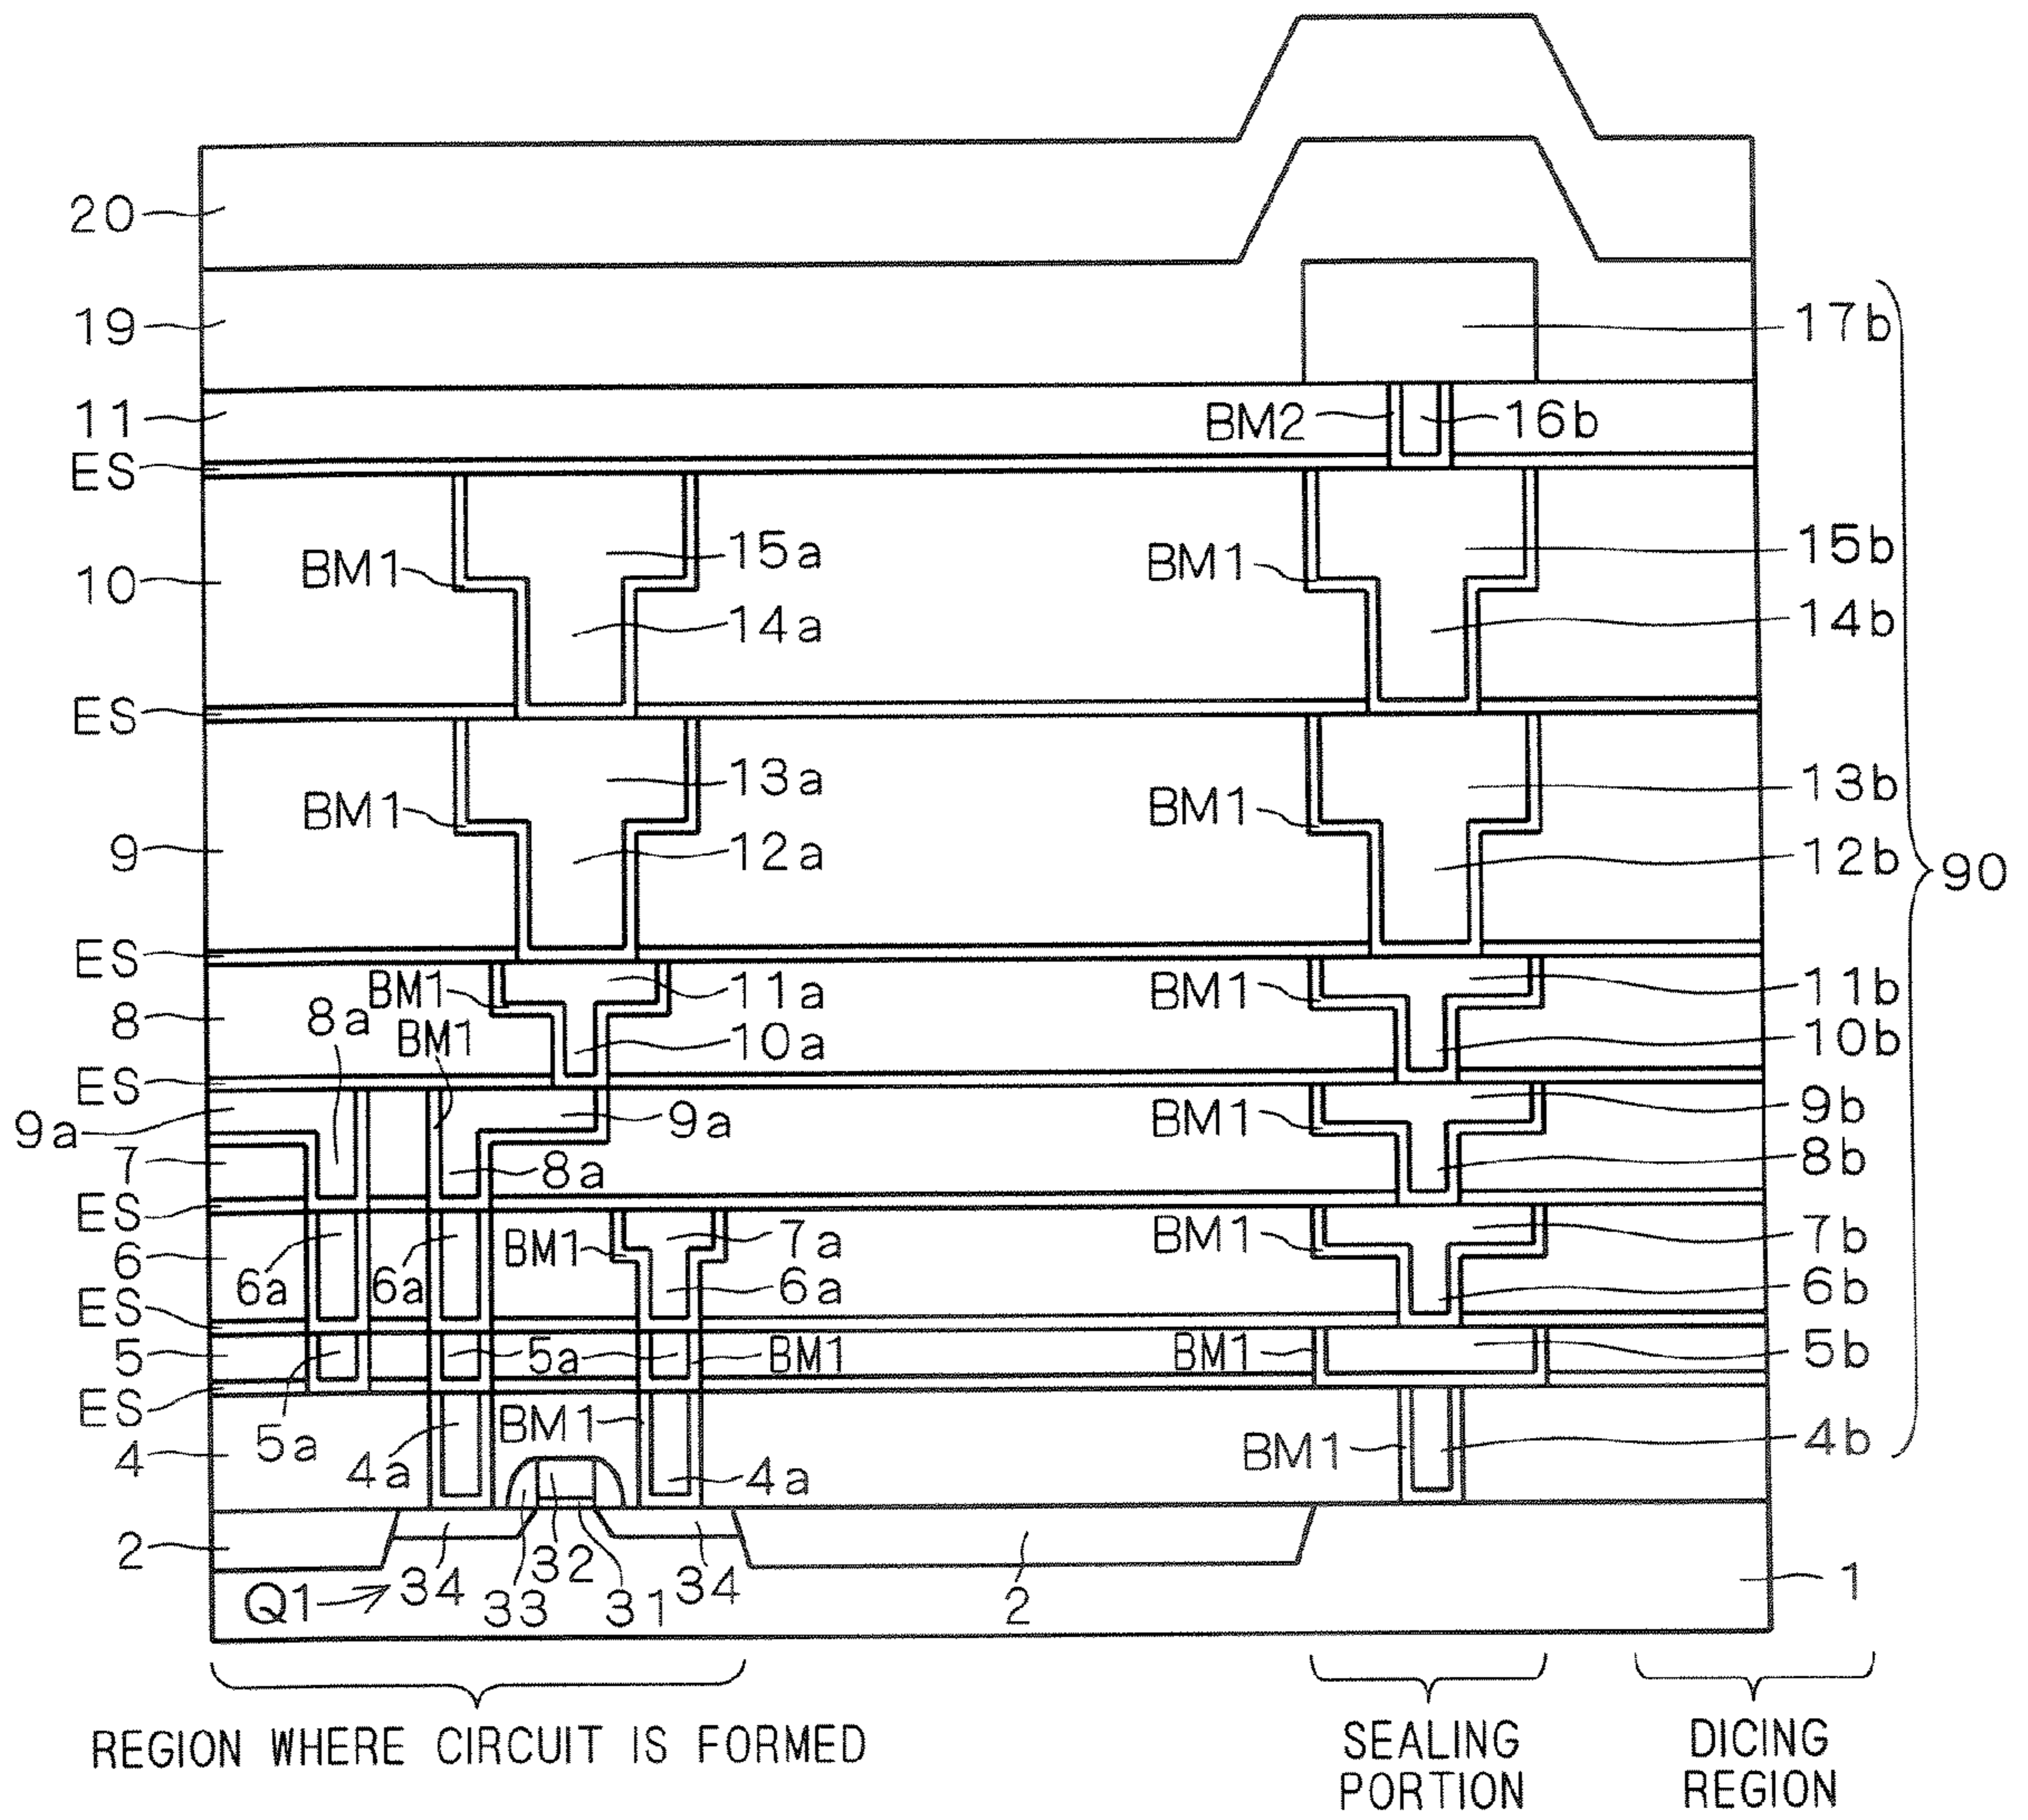 20
19
17b
11
BM2
16b
ES
15a
15b
BM1
BM1
10
14a
14b
ES
13a
13b
BM1
BM1
9
12a
12b
90
ES
BM1
11a
BM1
11b
8
8a
BM1
10a
10b
ES
9a
9a
BM1
9b
7
8a
8b
ES
6
6a
6a
BM1
7a
BM1
7b
6a
6b
ES
5
5a
BM1
BM1
5b
ES
5a
4
4a
BM1
4a
BM1
4b
2
Q1
34
33
32
31
34
2
1
REGION WHERE CIRCUIT IS FORMED
SEALING
PORTION
DICING
REGION